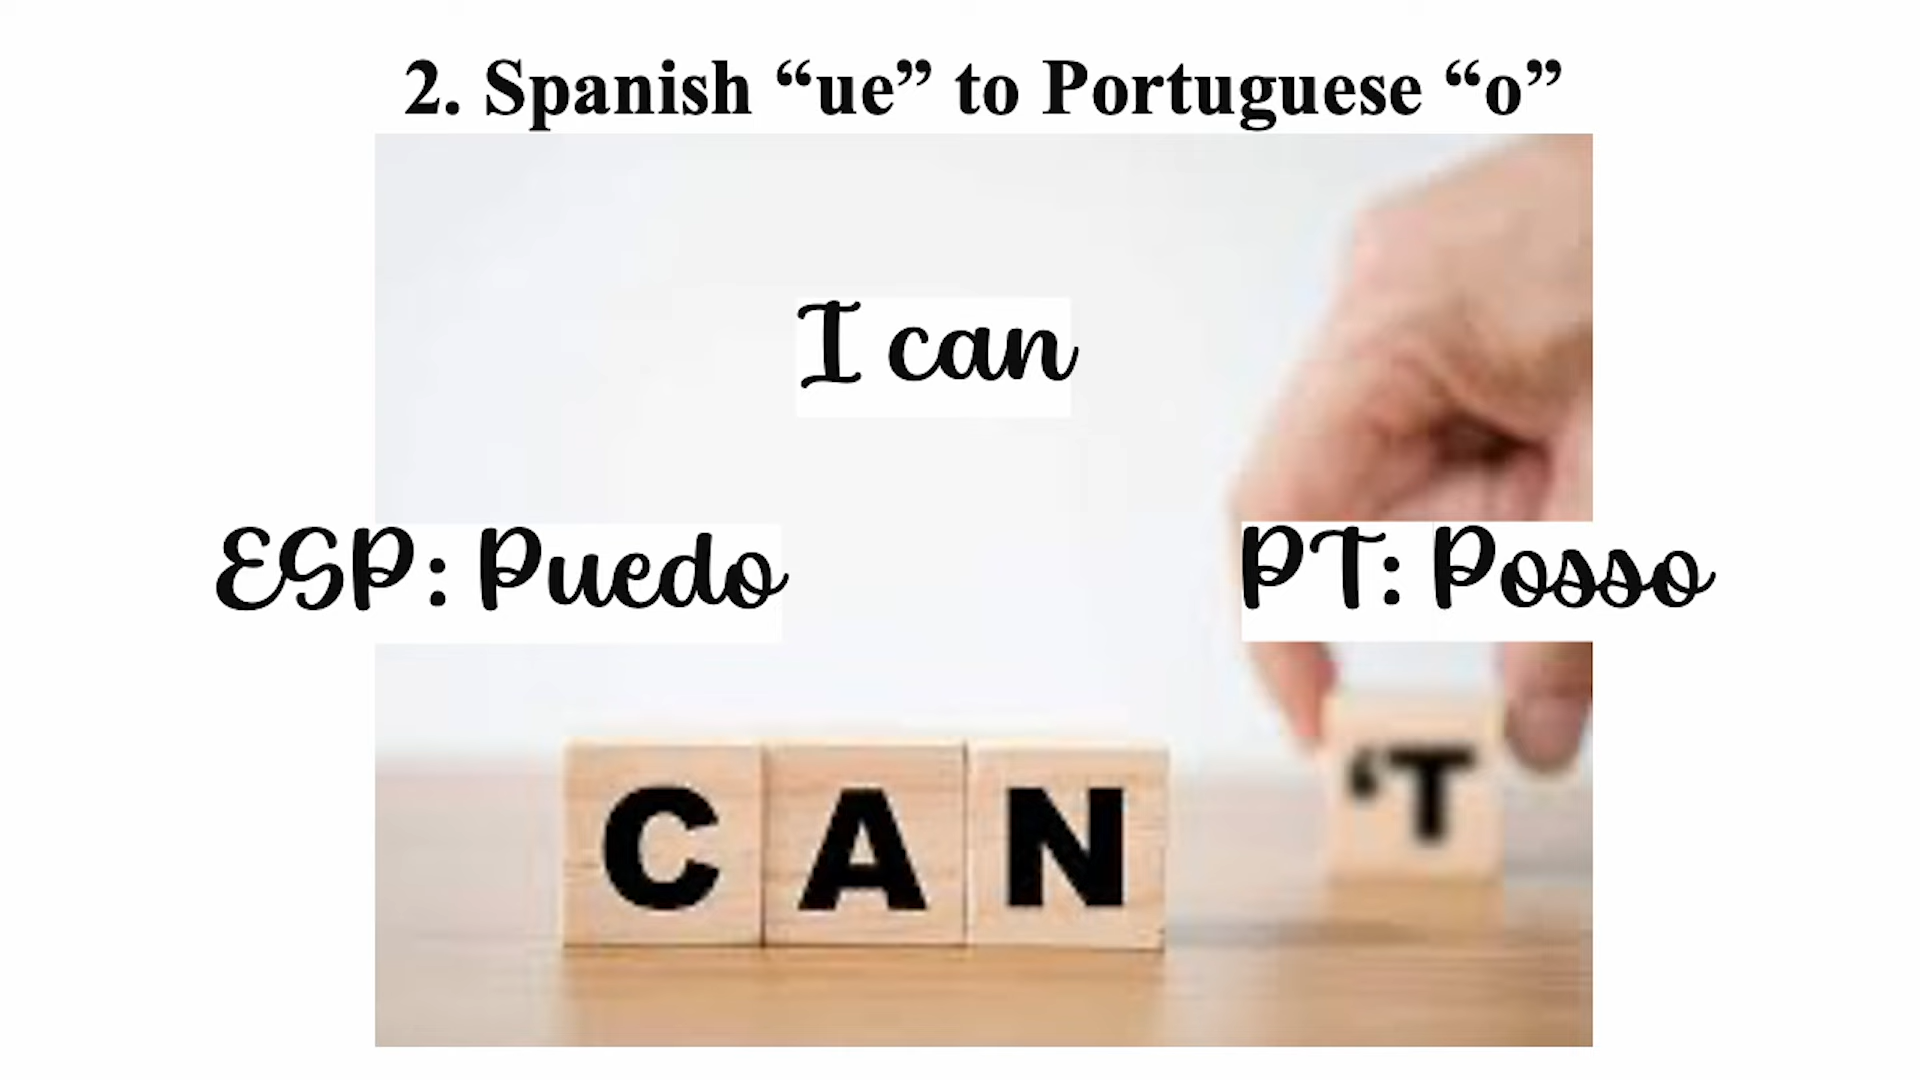 2. Spanish “ue” to Portuguese “o”
I can
ESP: Puedo
PT: Posso
CAN
‘T